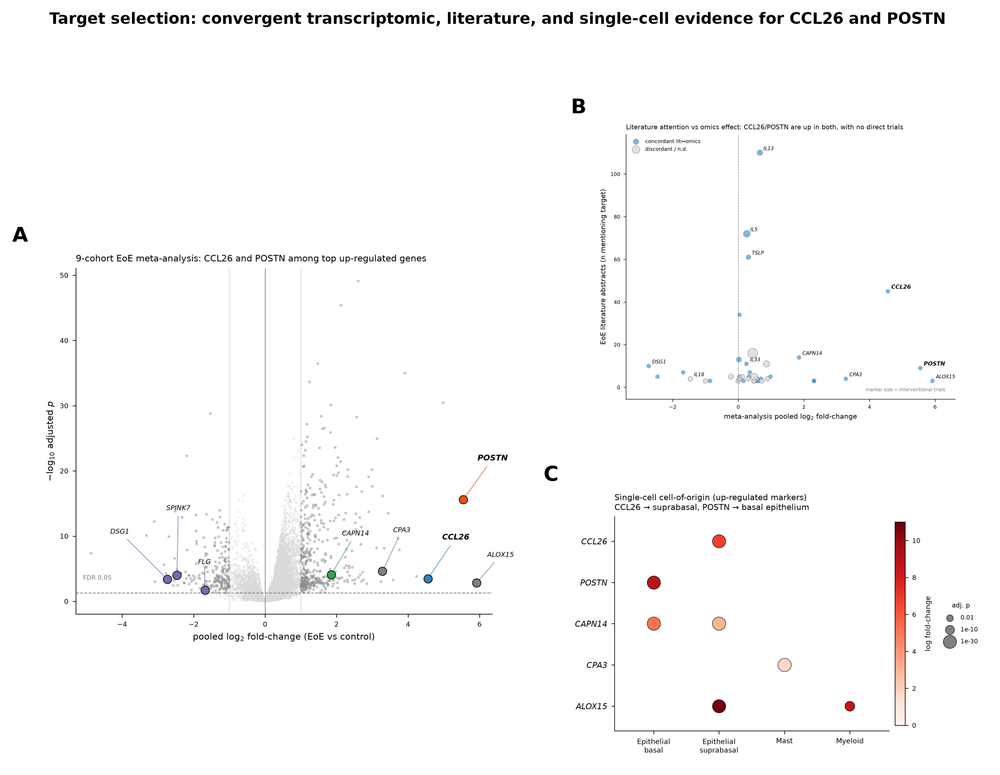 Target selection: convergent transcriptomic, literature, and single-cell evidence for CCL26 and POSTN
A
9-cohort EoE meta-analysis: CCL26 and POSTN among top up-regulated genes
50
40
30
20
10
0
−log10 adjusted p
POSTN
SPINK7
DSG1
FLG
CAPN14
CPA3
CCL26
ALOX15
FDR 0.05
−4
−2
0
2
4
6
pooled log2 fold-change (EoE vs control)
B
Literature attention vs omics effect: CCL26/POSTN are up in both, with no direct trials
concordant lit↔omics
discordant / n.d.
100
80
60
40
20
0
EoE literature abstracts (n mentioning target)
IL13
IL5
TSLP
CCL26
CAPN14
IL33
DSG1
POSTN
IL18
CPA3
ALOX15
marker size ∝ interventional trials
−2
0
2
4
6
meta-analysis pooled log2 fold-change
C
Single-cell cell-of-origin (up-regulated markers)
CCL26 → suprabasal, POSTN → basal epithelium
CCL26
POSTN
CAPN14
CPA3
ALOX15
Epithelial
basal
Epithelial
suprabasal
Mast
Myeloid
10
8
6
4
2
0
log fold-change
adj. p
0.01
1e-10
1e-30